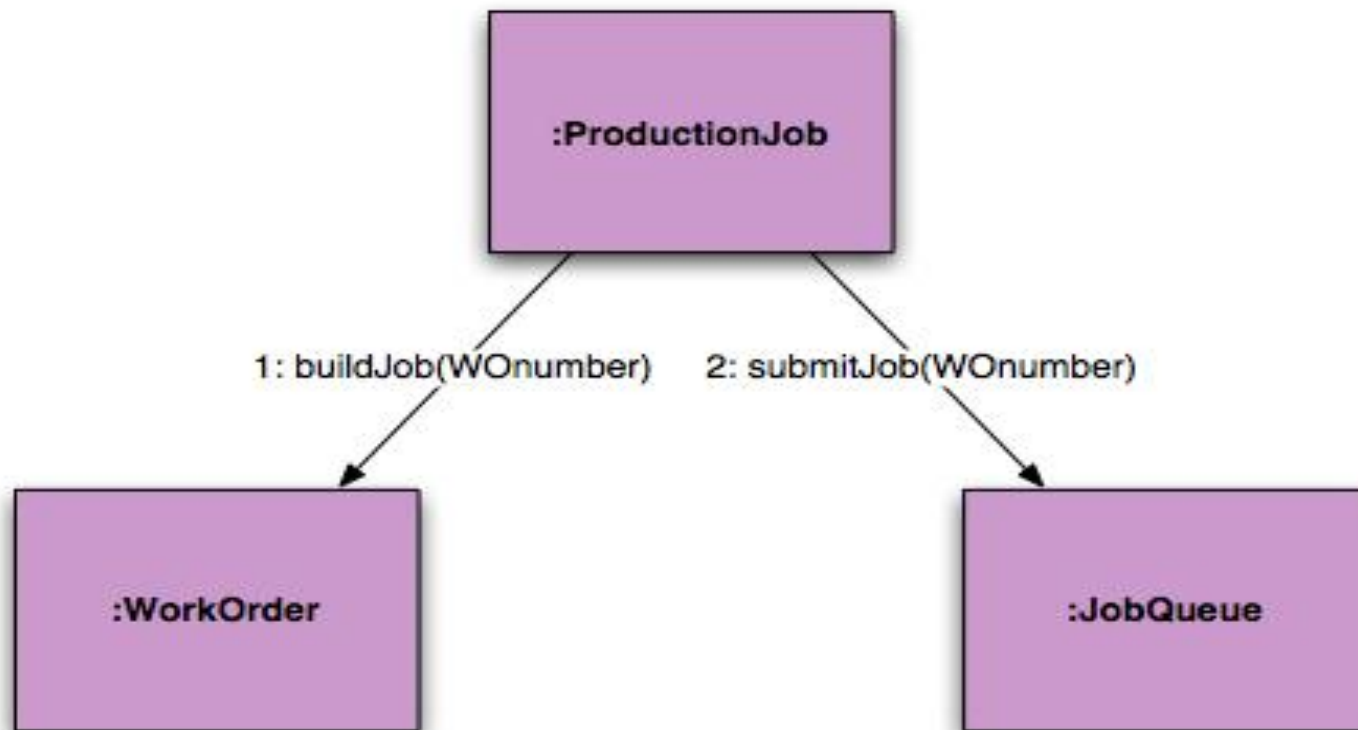 :ProductionJob
1: buildJob(WOnumber)
2: submitJob(WOnumber)
:WorkOrder
:JobQueue